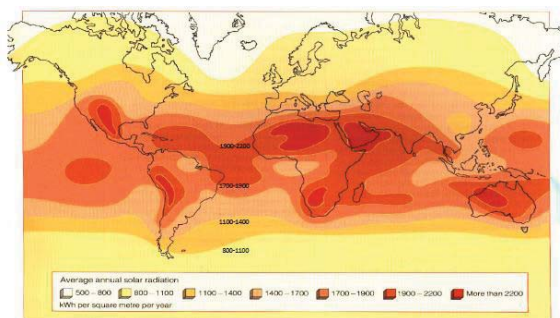 1900-2200
1700-1900
1100-1400
800-1100
Average annual solar radiation
500 – 800 800 – 1100 1100 – 1400 1400 – 1700 1700 – 1900 1900 – 2200 More than 2200
kWh per square metre per year